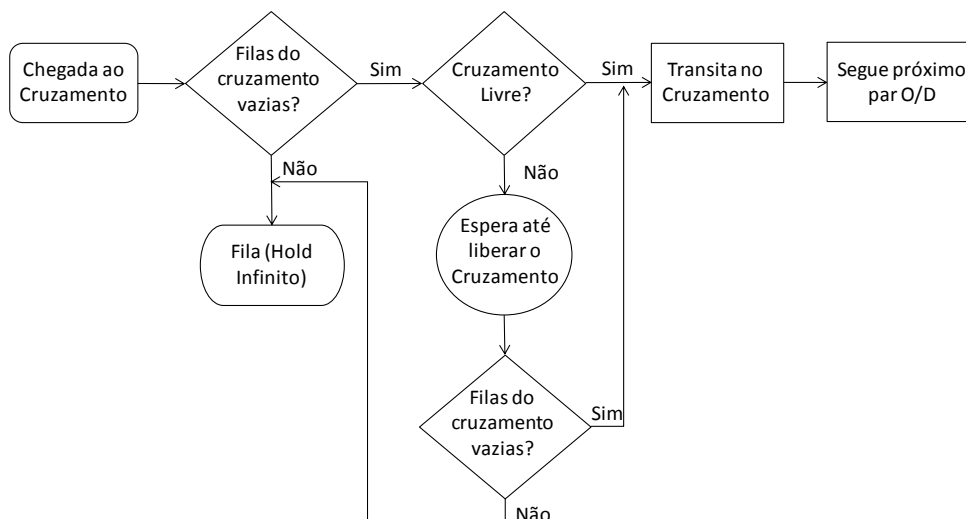 Chegada ao
Cruzamento
Filas do
cruzamento
vazias?
Sim
Cruzamento
Livre?
Sim
Transita no
Cruzamento
Segue próximo
par O/D
Não
Fila (Hold
Infinito)
Não
Espera até
liberar o
Cruzamento
Filas do
cruzamento
vazias?
Sim
Não